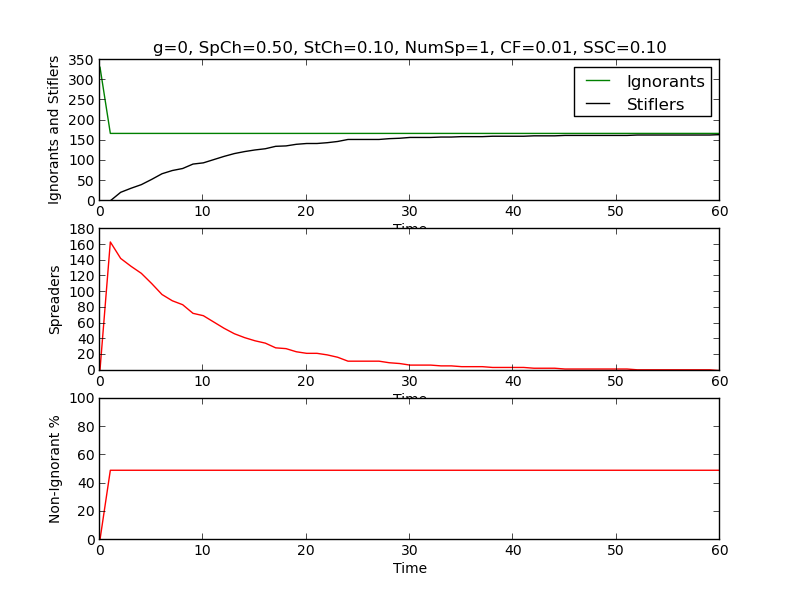 g=0, SpCh=0.50, StCh=0.10, NumSp=1, CF=0.01, SSC=0.10
Ignorants and Stiflers
350
300
250
200
150
100
50
0
Ignorants
Stiflers
0 10 20 30 40 50 60
Time
Spreaders
180
160
140
120
100
80
60
40
20
0
0 10 20 30 40 50 60
Time
Non-Ignorant %
100
80
60
40
20
0
0 10 20 30 40 50 60
Time